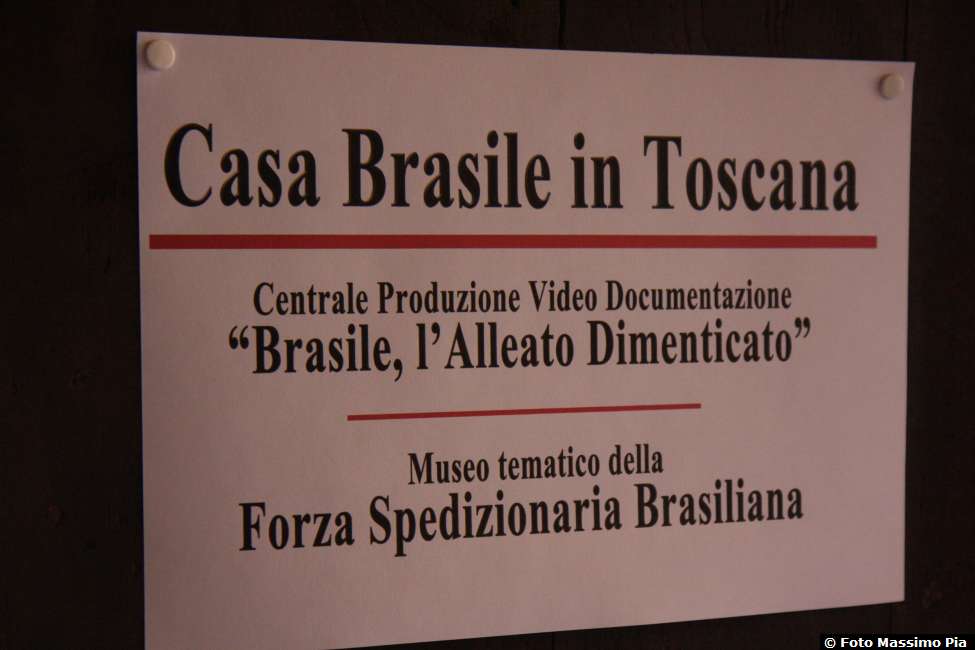 Casa Brasile in Toscana
Centrale Produzione Video Documentazione
“Brasile, l’Alleato Dimenticato”
Museo tematico della
Forza Spedizionaria Brasiliana
© Foto Massimo Pia